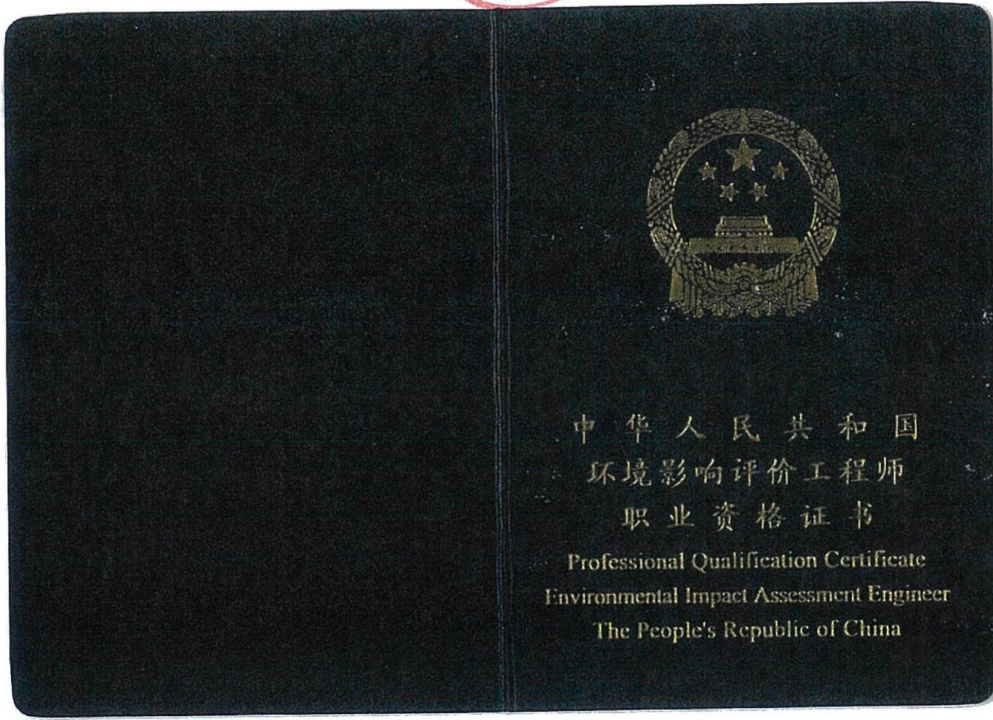 中华人民共和国
环境影响评价工程师
职业资格证书
Professional Qualification Certificate
Environmental Impact Assessment Engineer
The People's Republic of China